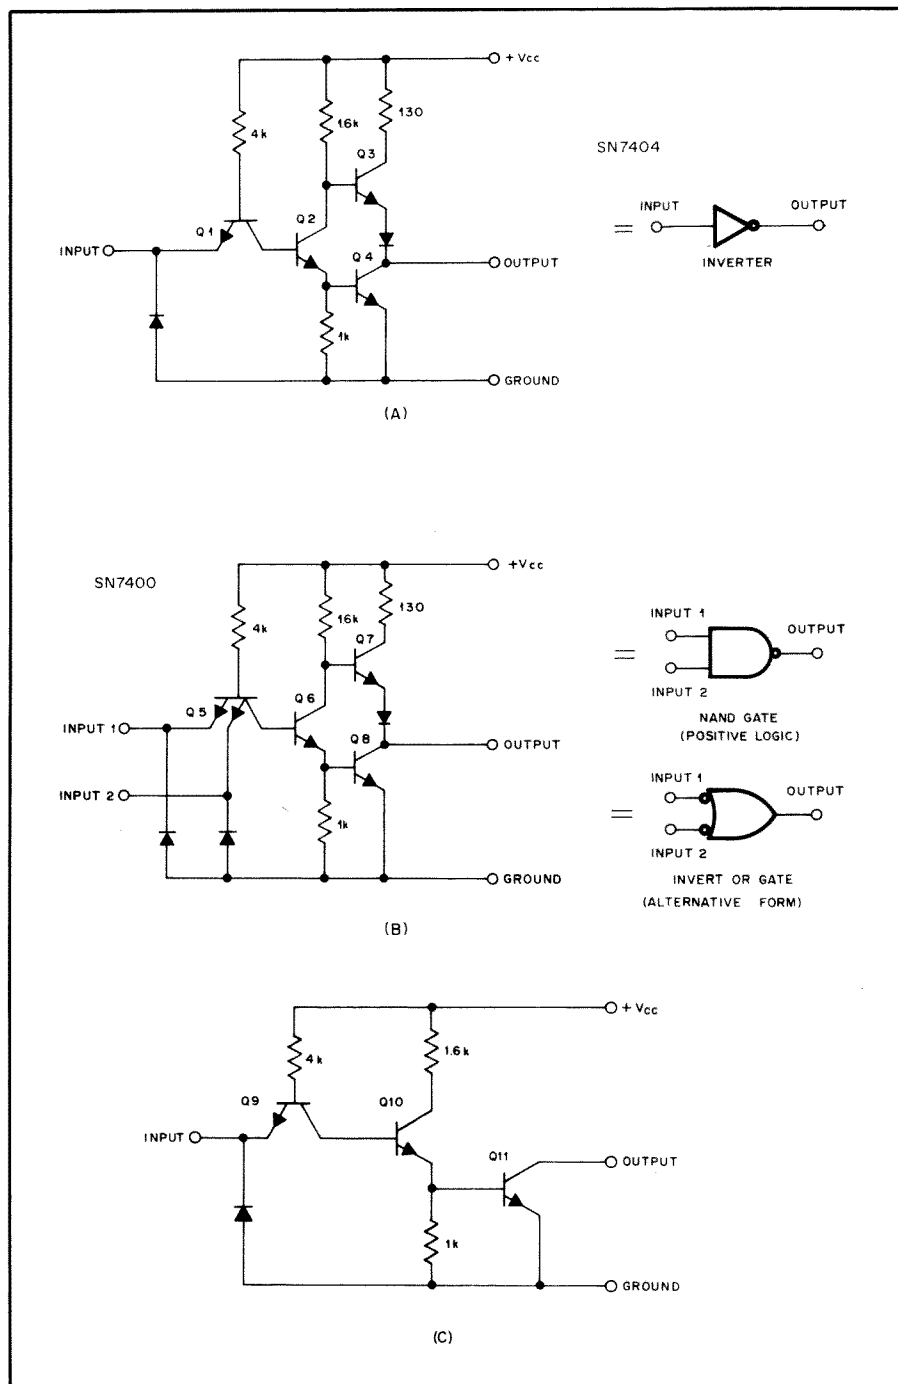 +Vcc
130
1.6k
4k
Q3
SN7404
Q1
Q2
INPUT
OUTPUT
INPUT
Q4
OUTPUT
=
INVERTER
1k
GROUND
(A)
+Vcc
SN7400
130
1.6k
4k
INPUT 1
Q7
OUTPUT
=
INPUT 2
Q5
Q6
NAND GATE
(POSITIVE LOGIC)
INPUT 1
Q8
OUTPUT
INPUT 1
OUTPUT
INPUT 2
=
1k
INPUT 2
GROUND
INVERT OR GATE
(ALTERNATIVE FORM)
(B)
+Vcc
1.6k
4k
Q9
Q10
INPUT
Q11
OUTPUT
1k
GROUND
(C)